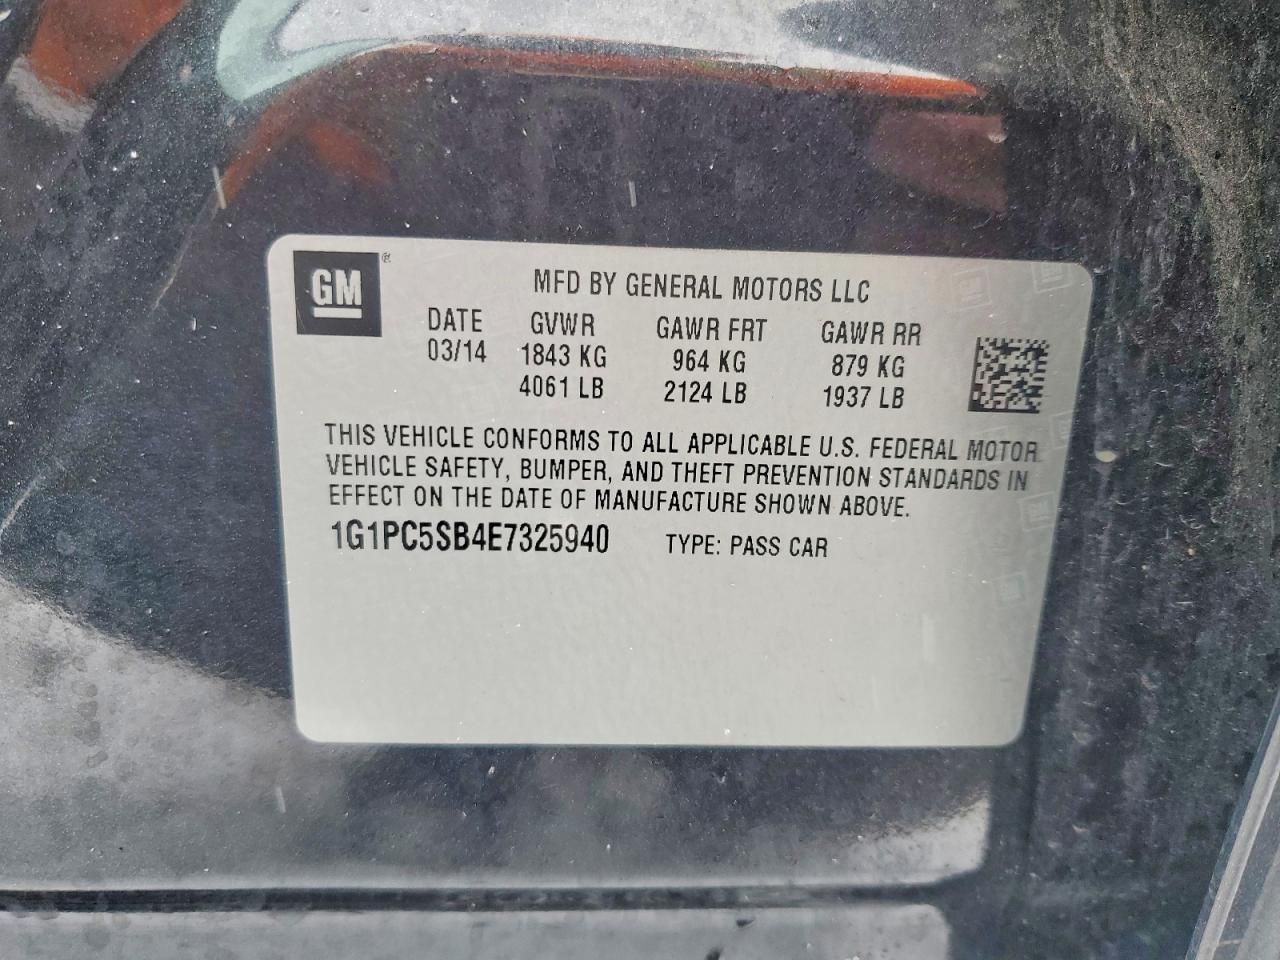 GM ®
MFD BY GENERAL MOTORS LLC
DATE GVWR GAWR FRT GAWR RR
03/14 1843 KG 964 KG 879 KG
4061 LB 2124 LB 1937 LB
THIS VEHICLE CONFORMS TO ALL APPLICABLE U.S. FEDERAL MOTOR
VEHICLE SAFETY, BUMPER, AND THEFT PREVENTION STANDARDS IN
EFFECT ON THE DATE OF MANUFACTURE SHOWN ABOVE.
1G1PC5SB4E7325940 TYPE: PASS CAR